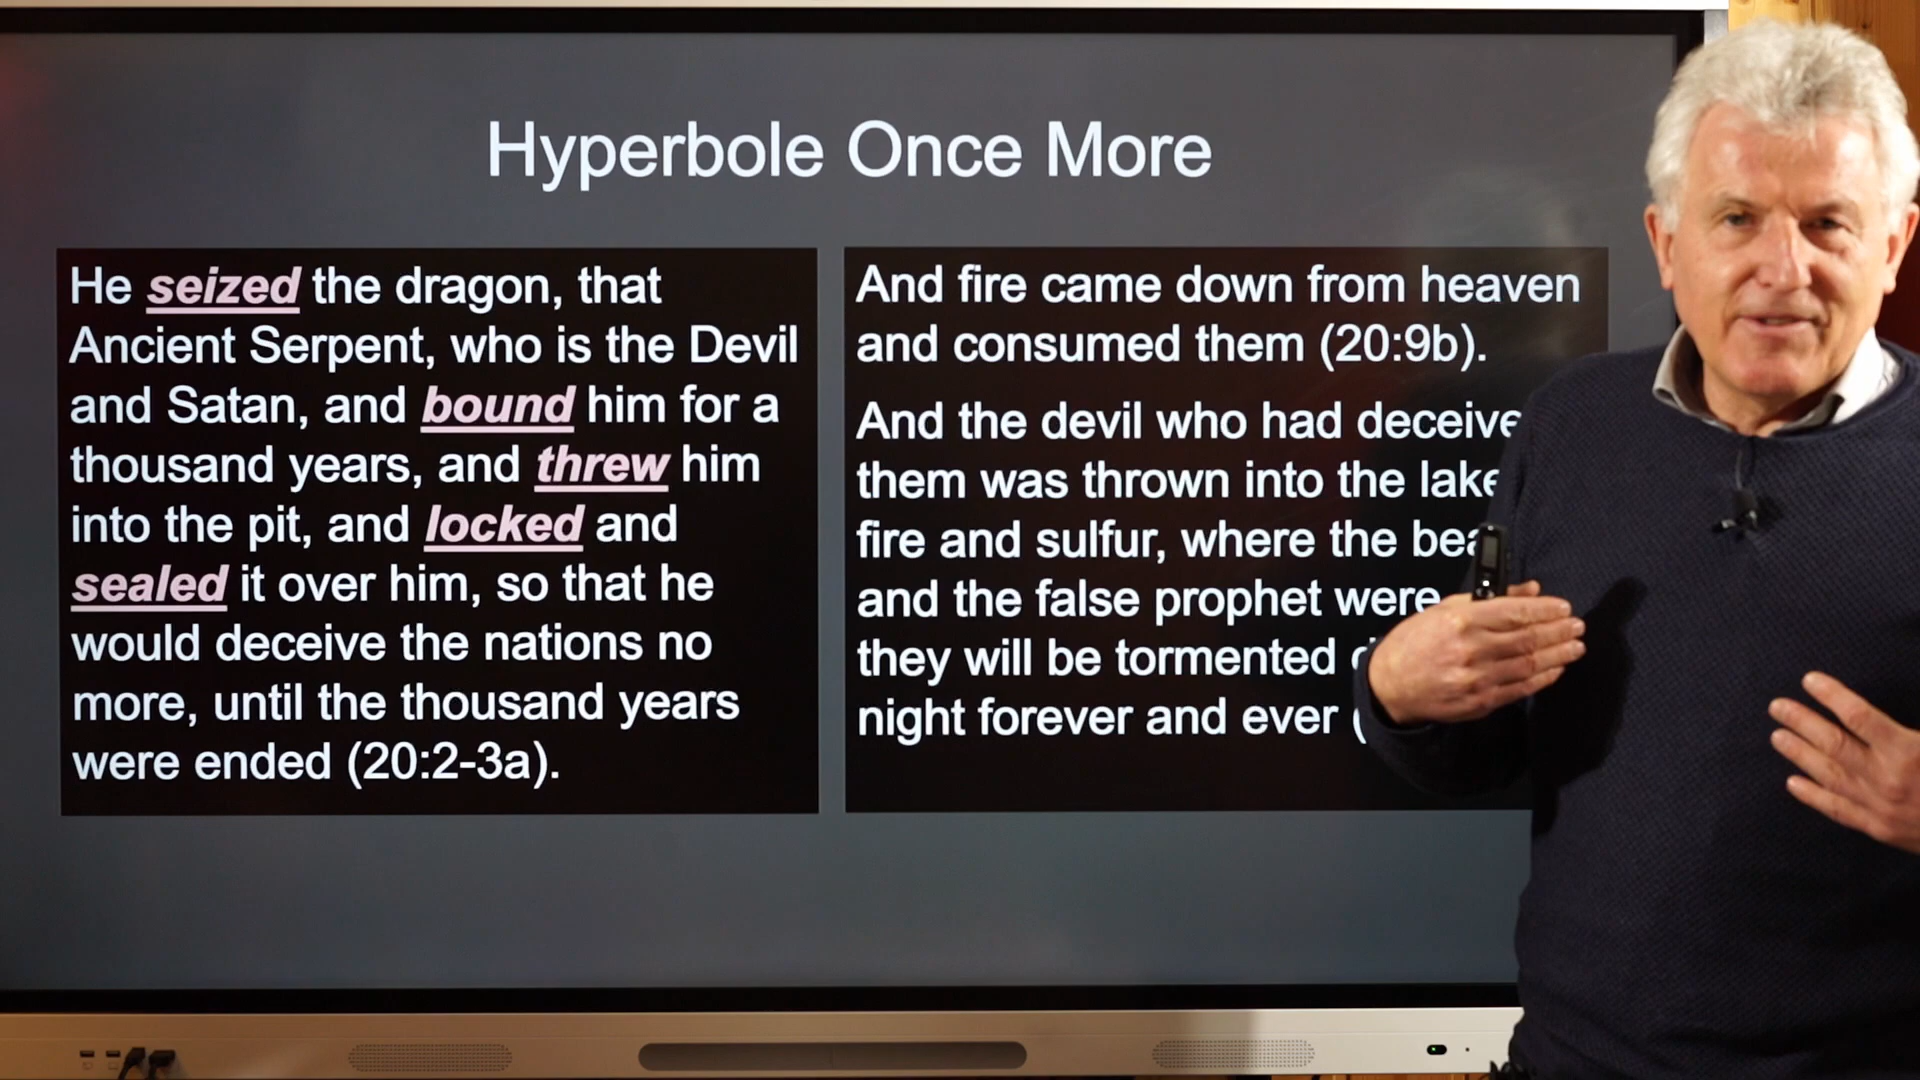 Hyperbole Once More
He seized the dragon, that
Ancient Serpent, who is the Devil
and Satan, and bound him for a
thousand years, and threw him
into the pit, and locked and
sealed it over him, so that he
would deceive the nations no
more, until the thousand years
were ended (20:2-3a).
And fire came down from heaven
and consumed them (20:9b).
And the devil who had deceive
them was thrown into the lake
fire and sulfur, where the bea
and the false prophet were
they will be tormented
night forever and ever (